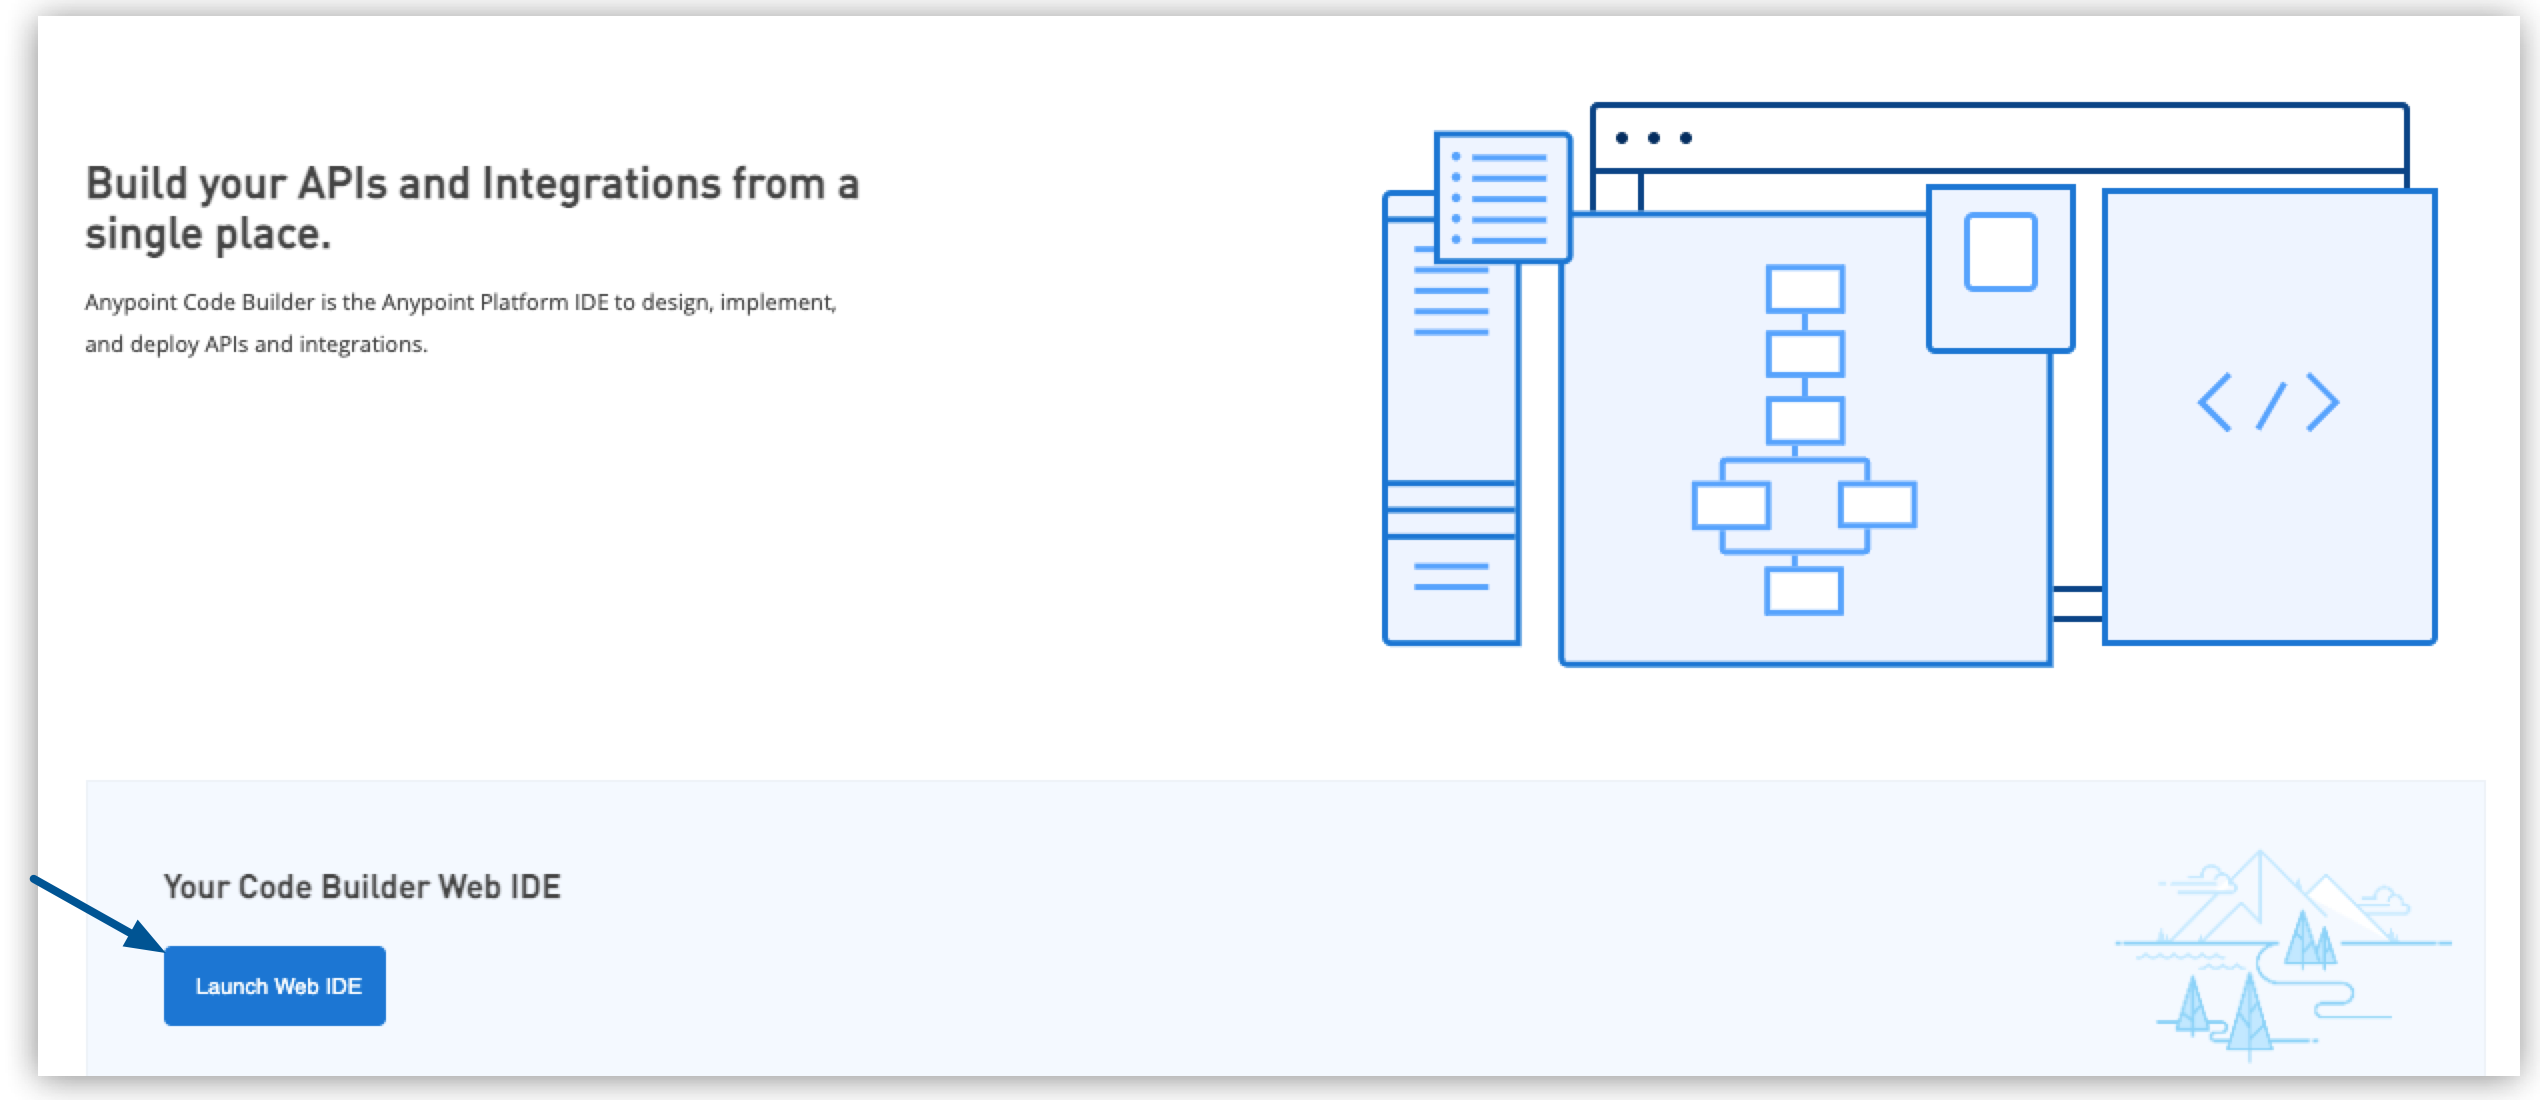 Build your APIs and Integrations from a
single place.
Anypoint Code Builder is the Anypoint Platform IDE to design, implement,
and deploy APIs and integrations.
</>
Your Code Builder Web IDE
Launch Web IDE